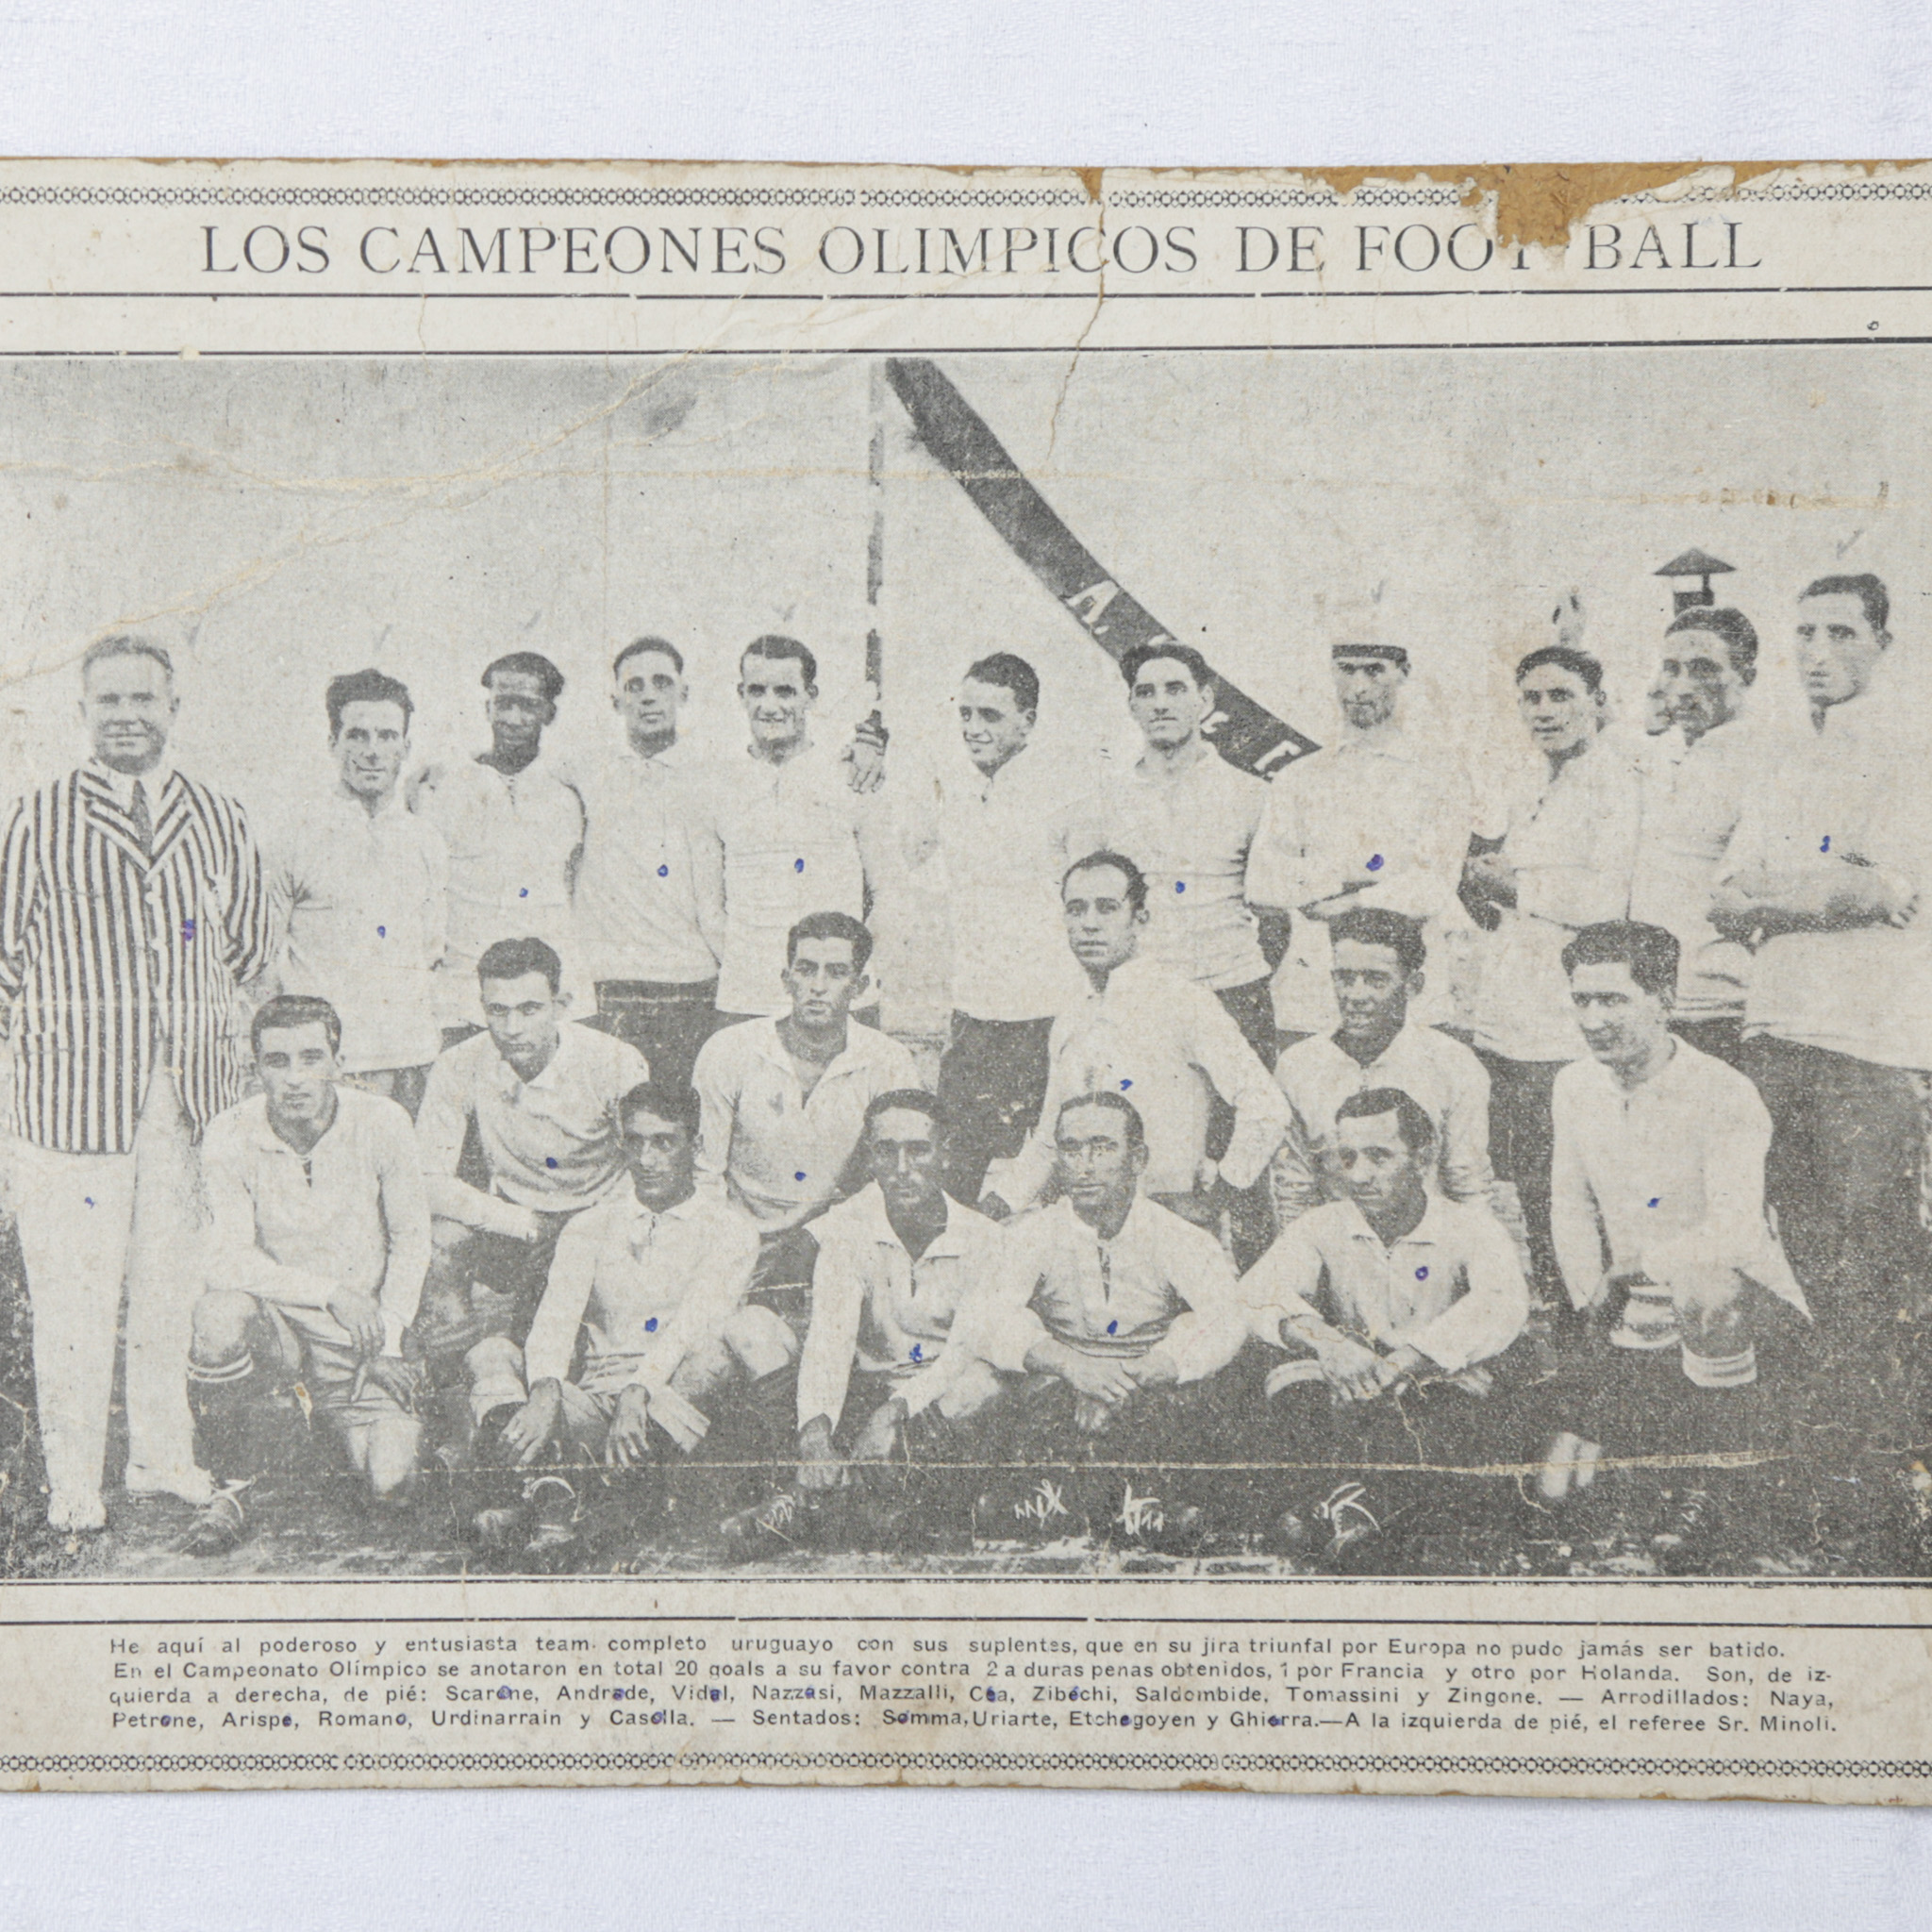 LOS CAMPEONES OLIMPICOS DE FOOT BALL
A.
He aquí al poderoso y entusiasta team completo uruguayo con sus suplentes, que en su jira triunfal por Europa no pudo jamás ser batido.
En el Campeonato Olímpico se anotaron en total 20 goals a su favor contra 2 a duras penas obtenidos, 1 por Francia y otro por Holanda. Son, de iz-
quierda a derecha, de pié: Scarone, Andrade, Vidal, Nazzasi, Mazzalli, Céa, Zibéchi, Saldombide, Tomassini y Zingone. — Arrodillados: Naya,
Petrone, Arispe, Romano, Urdinarrain y Casella. — Sentados: Somma, Uriarte, Etchegoyen y Ghierra.—A la izquierda de pié, el referee Sr. Minoli.